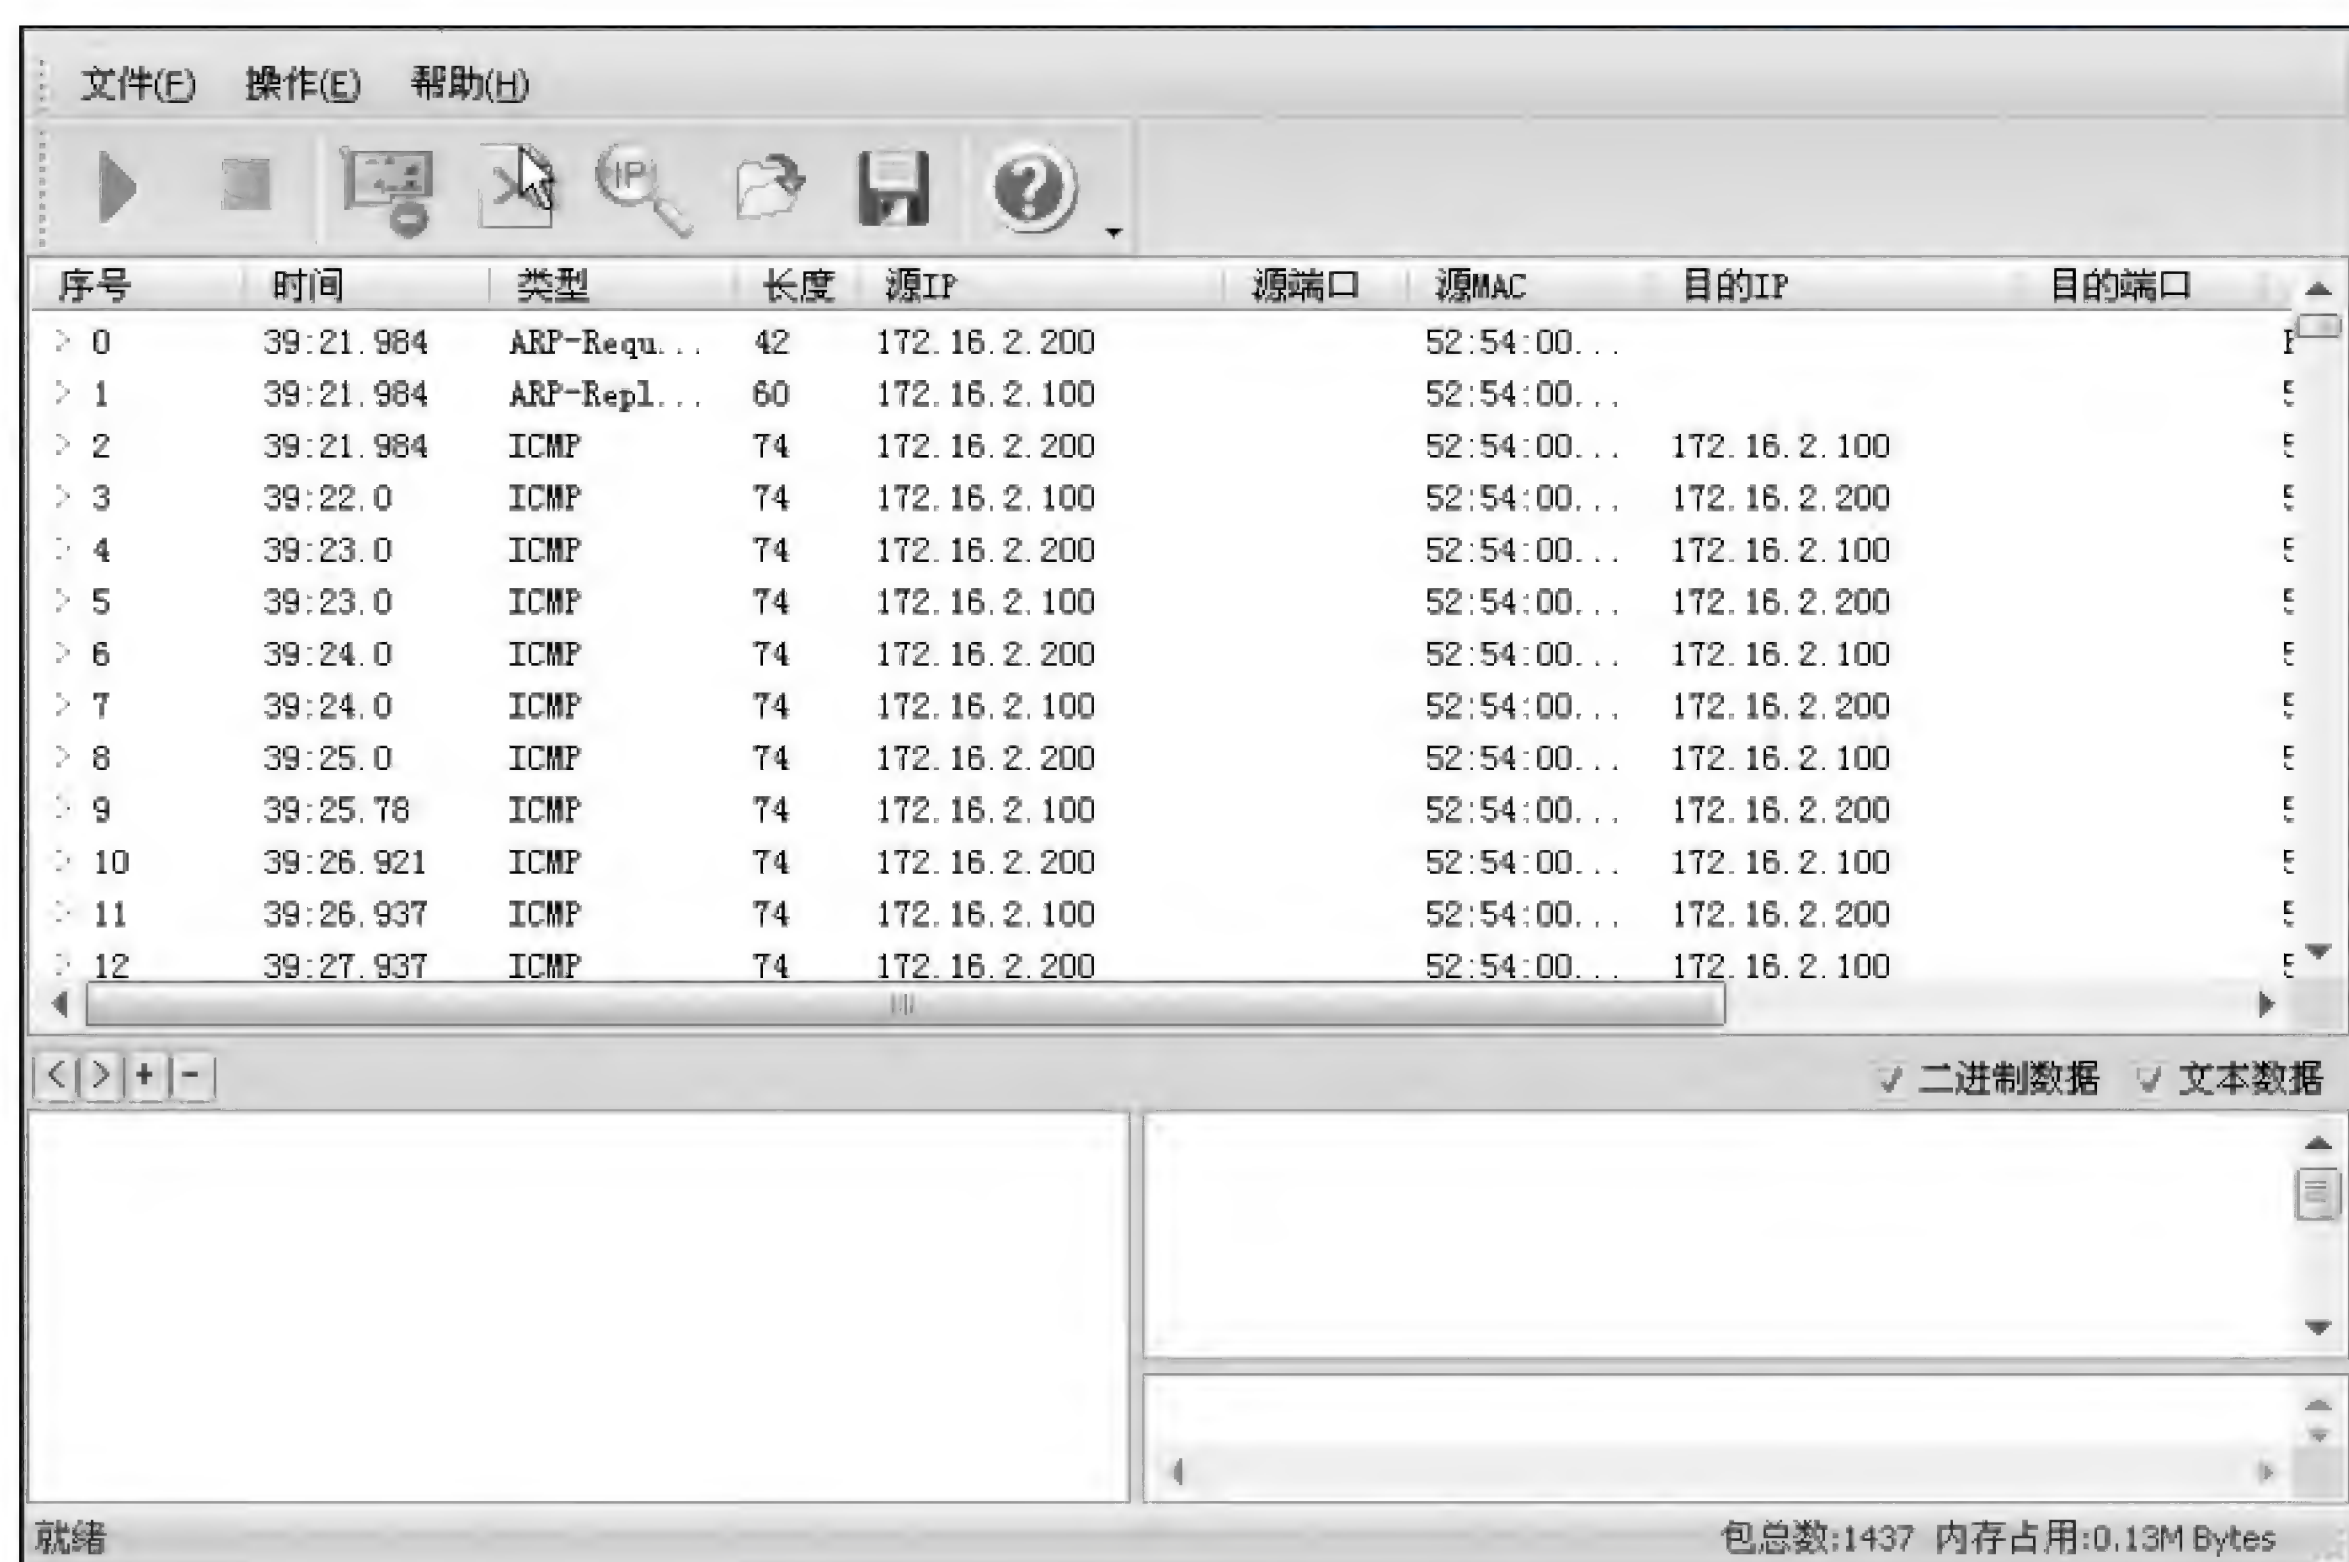 文件(F) 操作(E) 帮助(H)
IP
序号 时间 类型 长度 源IP 源端口 源MAC 目的IP 目的端口
0 39:21.984 ARP-Requ... 42 172.16.2.200 52:54:00...
1 39:21.984 ARP-Repl... 60 172.16.2.100 52:54:00... 5
2 39:21.984 ICMP 74 172.16.2.200 52:54:00... 172.16.2.100 5
3 39:22.0 ICMP 74 172.16.2.100 52:54:00... 172.16.2.200 5
4 39:23.0 ICMP 74 172.16.2.200 52:54:00... 172.16.2.100 5
5 39:23.0 ICMP 74 172.16.2.100 52:54:00... 172.16.2.200 5
6 39:24.0 ICMP 74 172.16.2.200 52:54:00... 172.16.2.100 5
7 39:24.0 ICMP 74 172.16.2.100 52:54:00... 172.16.2.200 5
8 39:25.0 ICMP 74 172.16.2.200 52:54:00... 172.16.2.100 5
9 39:25.78 ICMP 74 172.16.2.100 52:54:00... 172.16.2.200 5
10 39:26.921 ICMP 74 172.16.2.200 52:54:00... 172.16.2.100 5
11 39:26.937 ICMP 74 172.16.2.100 52:54:00... 172.16.2.200 5
12 39:27.937 ICMP 74 172.16.2.200 52:54:00... 172.16.2.100 5
< > + - 二进制数据 文本数据
就绪 包总数:1437 内存占用:0.13M Bytes